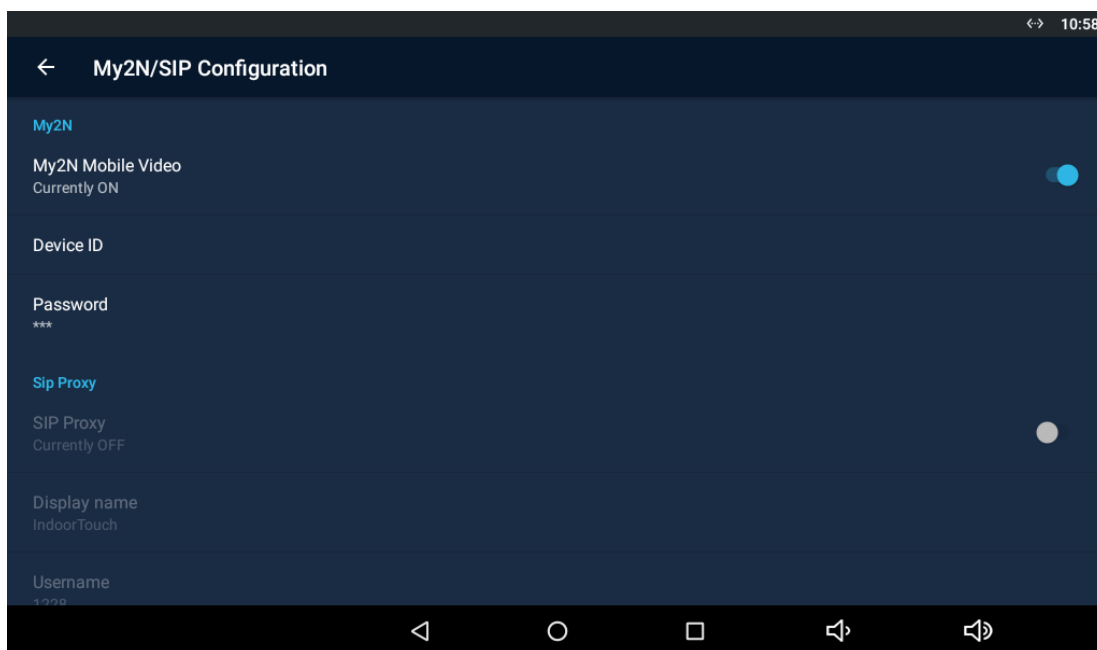 10:58
My2N/SIP Configuration
My2N
My2N Mobile Video
Currently ON
Device ID
Password
***
Sip Proxy
SIP Proxy
Currently OFF
Display name
IndoorTouch
Username
1228